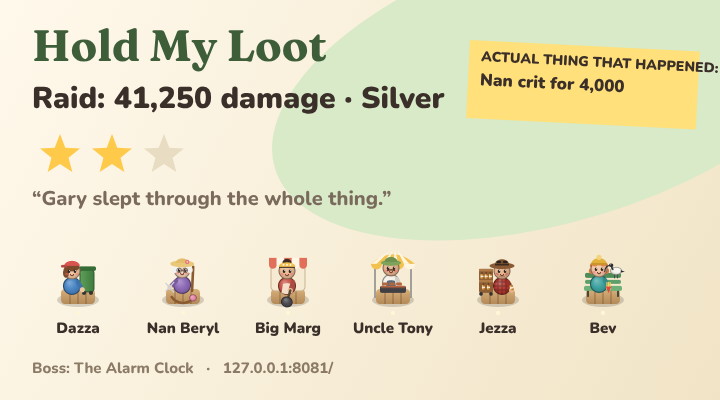 Hold My Loot
Raid: 41,250 damage · Silver
ACTUAL THING THAT HAPPENED:
Nan crit for 4,000
“Gary slept through the whole thing.”
Dazza
Nan Beryl
Big Marg
Uncle Tony
Jezza
Bev
Boss: The Alarm Clock · 127.0.0.1:8081/